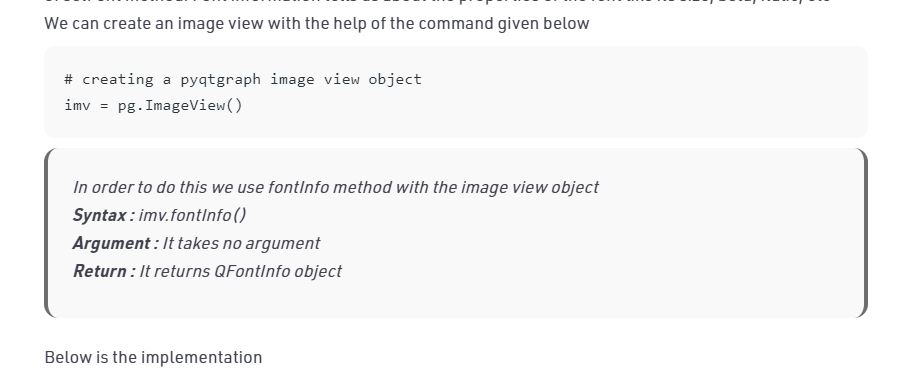 We can create an image view with the help of the command given below
# creating a pyqtgraph image view object
imv = pg.ImageView()
In order to do this we use fontInfo method with the image view object
Syntax : imv.fontInfo()
Argument : It takes no argument
Return : It returns QFontInfo object
Below is the implementation